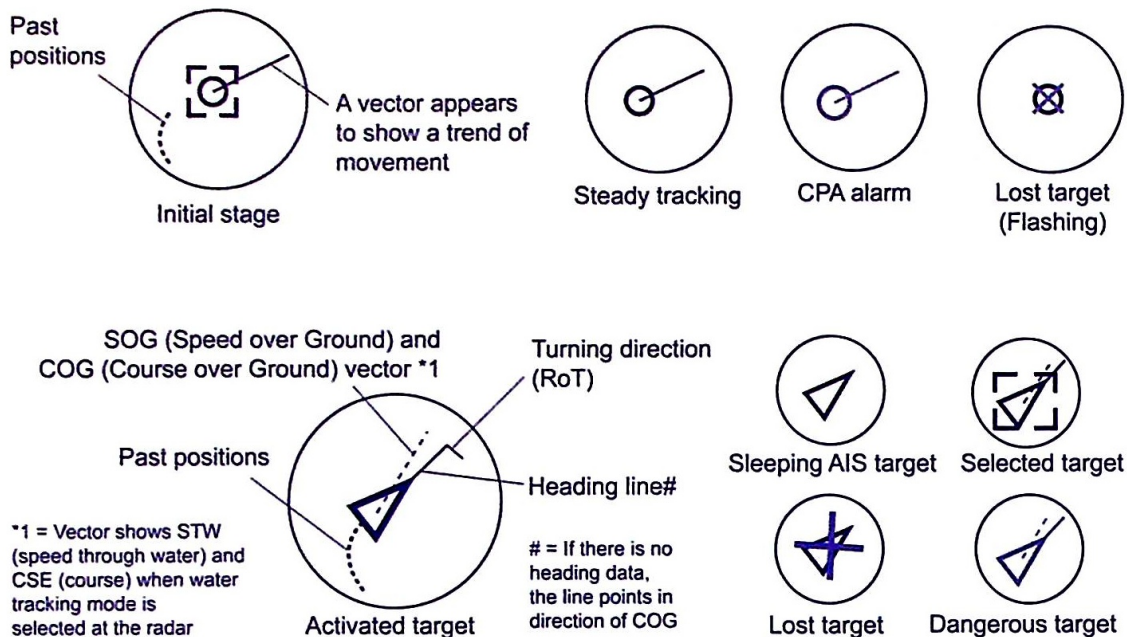 Past
positions
A vector appears
to show a trend of
movement
Initial stage
Steady tracking
CPA alarm
Lost target
(Flashing)
SOG (Speed over Ground) and
COG (Course over Ground) vector *1
Turning direction
(RoT)
Past positions
Heading line#
*1 = Vector shows STW
(speed through water) and
CSE (course) when water
tracking mode is
selected at the radar
Activated target
# = If there is no
heading data,
the line points in
direction of COG
Sleeping AIS target
Selected target
Lost target
Dangerous target